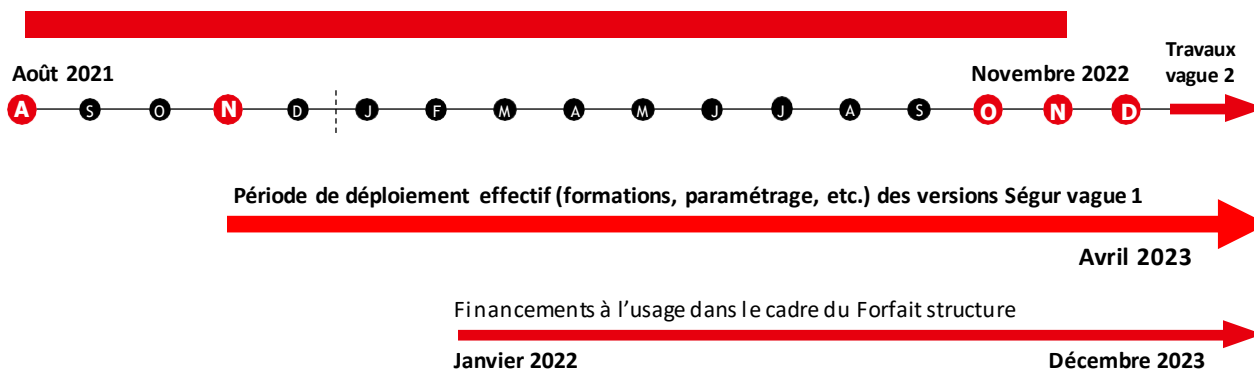 Travaux
vague 2
Août 2021
Novembre 2022
A S O N D J F M A M J J A S O N D
Période de déploiement effectif (formations, paramétrage, etc.) des versions Ségur vague 1
Avril 2023
Financements à l’usage dans le cadre du Forfait structure
Janvier 2022
Décembre 2023